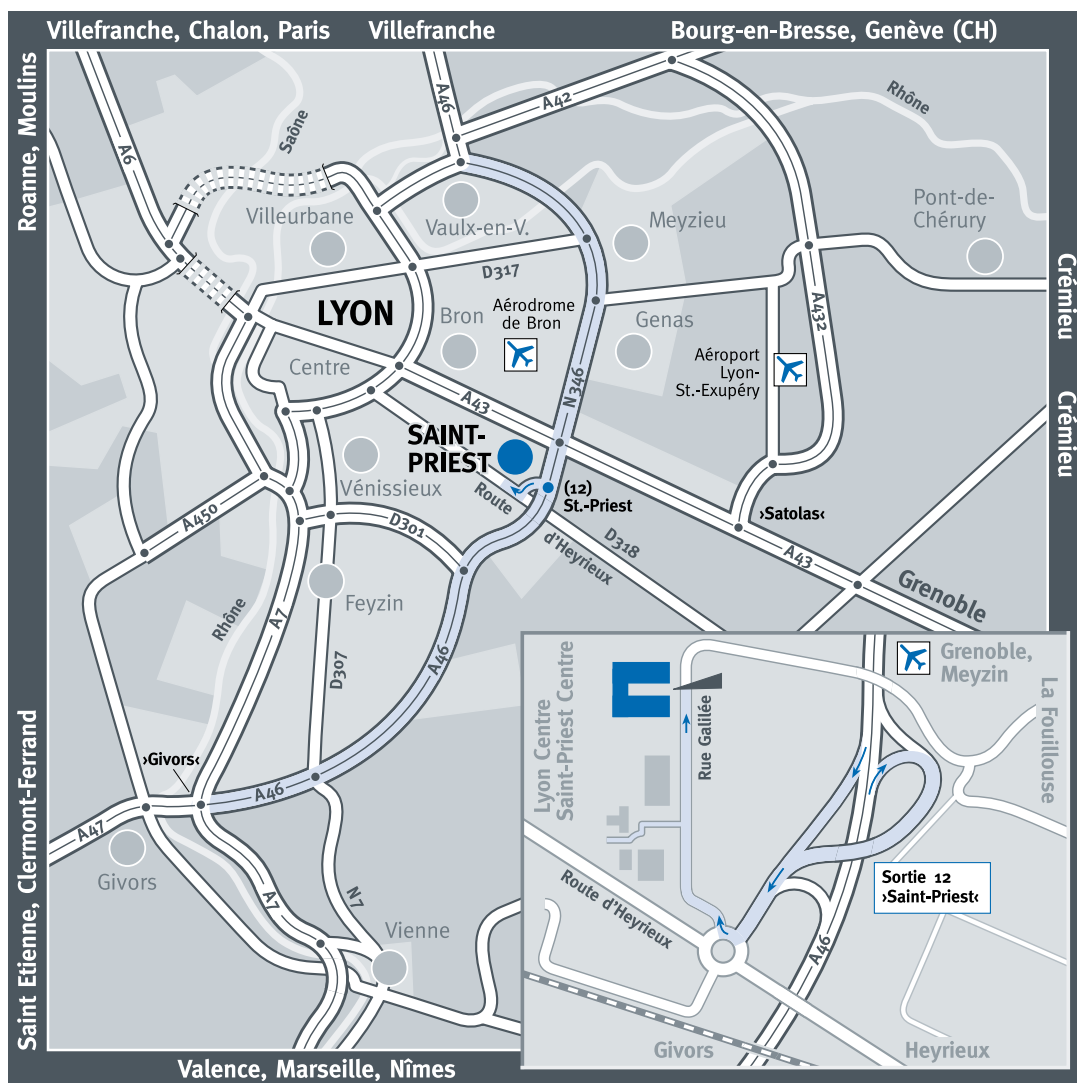 Villefranche, Chalon, Paris
Villefranche
Bourg-en-Bresse, Genève (CH)
Roanne, Moulins
Saint Etienne, Clermont-Ferrand
Crémieu
Crémieu
Valence, Marseille, Nîmes
A6
Saône
A46
A42
Rhône
Villeurbane
Vaulx-en-V.
Meyzieu
Pont-de-
Chérury
D317
LYON
Bron
Aérodrome
de Bron
Genas
A432
Centre
Aéroport
Lyon-
St.-Exupéry
N346
A43
SAINT-
PRIEST
Vénissieux
Route
d'Heyrieux
(12)
St.-Priest
D318
›Satolas‹
A43
Grenoble
A450
D301
Feyzin
Rhône
A7
D307
A46
›Givors‹
A46
A47
Givors
A7
N7
Vienne
Lyon Centre
Saint-Priest Centre
Rue Galilée
Grenoble,
Meyzin
La Fouillouse
Route d'Heyrieux
Sortie 12
›Saint-Priest‹
A46
Givors
Heyrieux